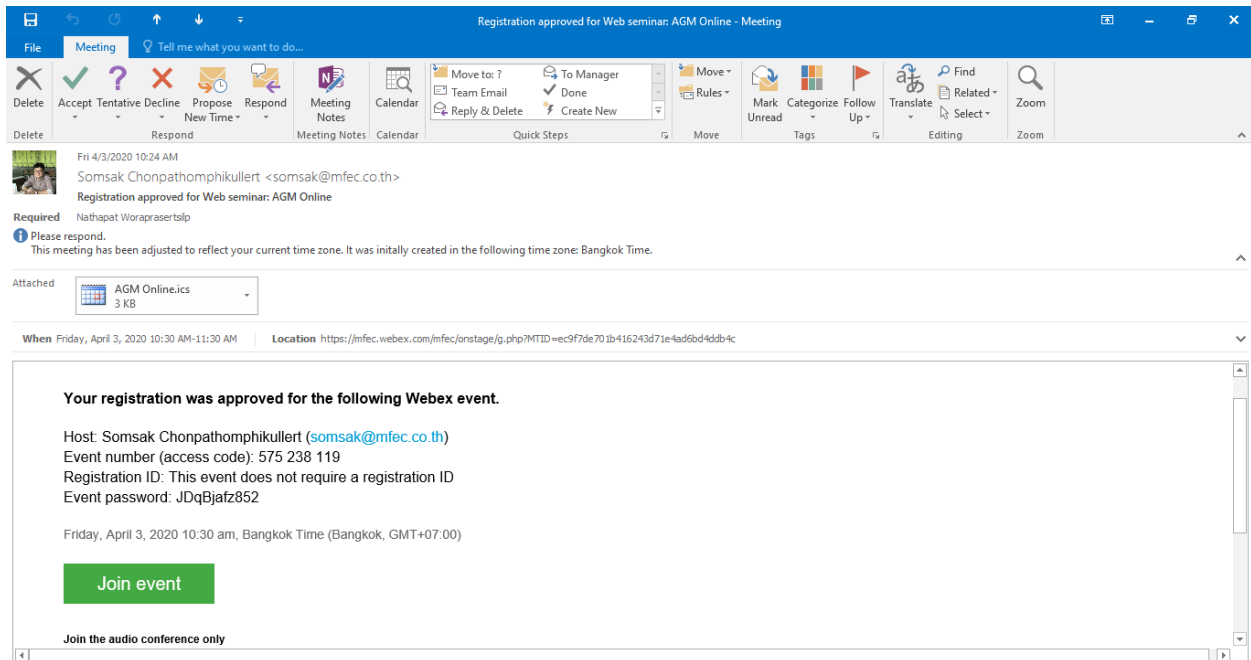 Registration approved for Web seminar: AGM Online - Meeting
File Meeting Tell me what you want to do...
Delete Accept Tentative Decline Propose New Time Respond Meeting Notes Calendar
Move to: ? To Manager
Team Email Done
Reply & Delete Create New
Move
Rules
Mark Unread Categorize Follow Up
Translate
Find
Related
Select
Zoom
Delete Respond Meeting Notes Calendar Quick Steps Move Tags Editing Zoom
Fri 4/3/2020 10:24 AM
Somsak Chonpathomphikullert <somsak@mfec.co.th>
Registration approved for Web seminar: AGM Online
Required Nathapat Woraprasertsilp
Please respond.
This meeting has been adjusted to reflect your current time zone. It was initally created in the following time zone: Bangkok Time.
Attached
AGM Online.ics
3 KB
When Friday, April 3, 2020 10:30 AM-11:30 AM Location https://mfec.webex.com/mfec/onstage/g.php?MTID=ec9f7de701b416243d71e4ad6bd4ddb4c
Your registration was approved for the following Webex event.
Host: Somsak Chonpathomphikullert (somsak@mfec.co.th)
Event number (access code): 575 238 119
Registration ID: This event does not require a registration ID
Event password: JDqBjafz852
Friday, April 3, 2020 10:30 am, Bangkok Time (Bangkok, GMT+07:00)
Join event
Join the audio conference only